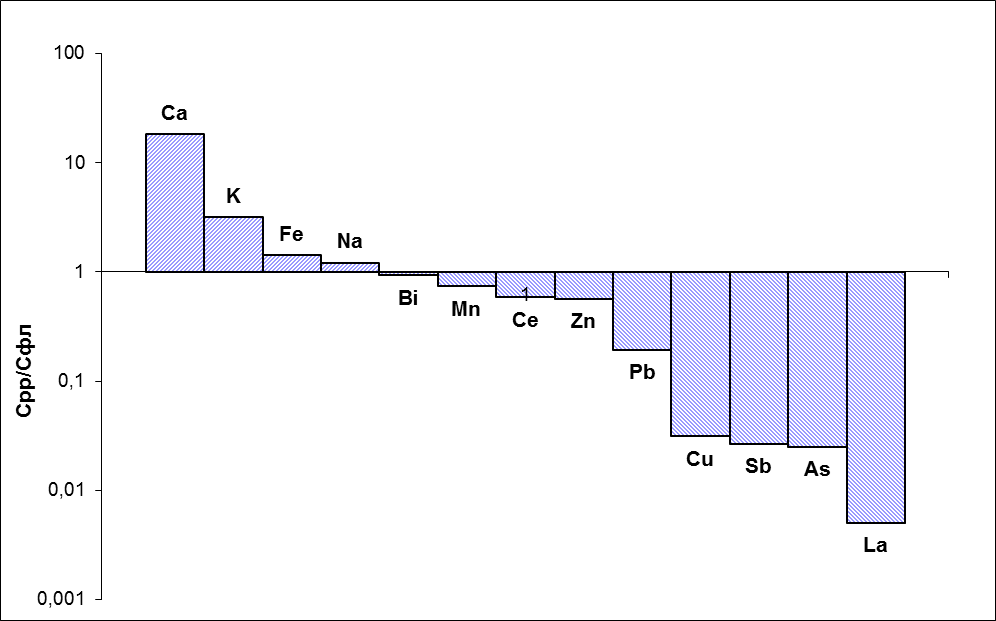 100
Ca
10
K
Fe
Na
1
Bi
Mn
1
Ce
Zn
Срр/Сфл
Pb
0,1
Cu
Sb
As
0,01
La
0,001